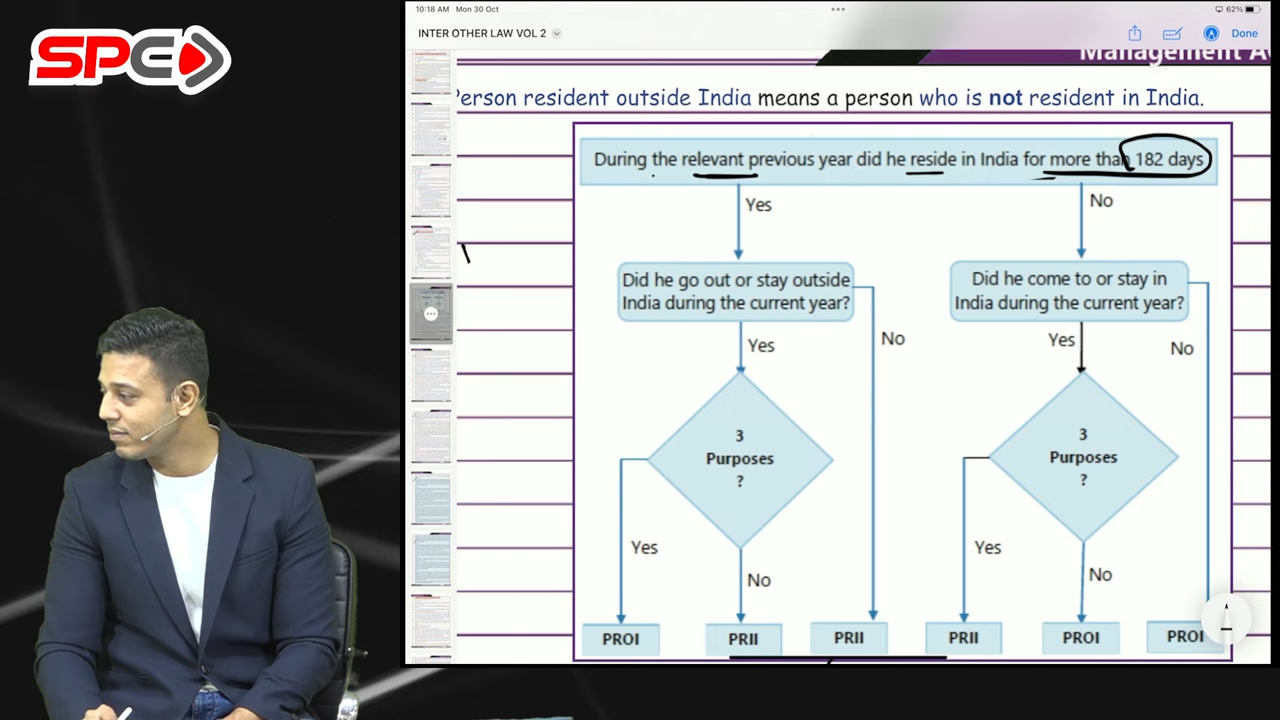 SPC
10:18 AM Mon 30 Oct
62%
INTER OTHER LAW VOL 2
Done
Management A
Person resident outside India means a person who is not resident in India.
During the relevant previous year did he reside in India for more than 182 days
Yes
No
Did he go out or stay outside
India during the current year?
Did he come to or stay in
India during the current year?
Yes
No
Yes
No
3
Purposes
?
3
Purposes
?
Yes
No
Yes
No
PROI
PRII
PRII
PRII
PROI
PROI